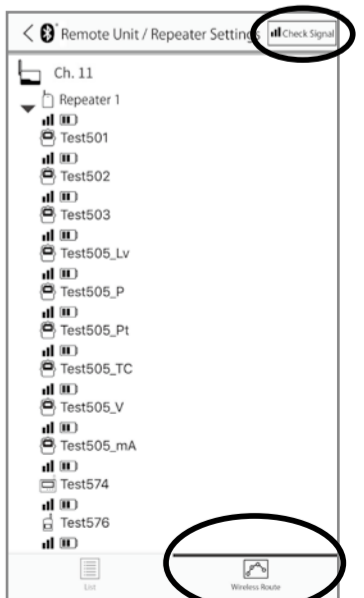 Remote Unit / Repeater Settings Check Signal
Ch. 11
Repeater 1
Test501
Test502
Test503
Test505_Lv
Test505_P
Test505_Pt
Test505_TC
Test505_V
Test505_mA
Test574
Test576
List Wireless Route